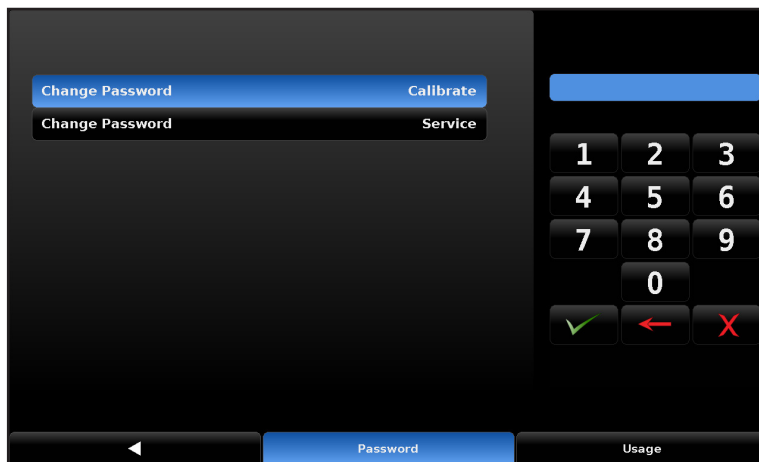 Change Password Calibrate
Change Password Service
1 2 3
4 5 6
7 8 9
0
X
Password Usage